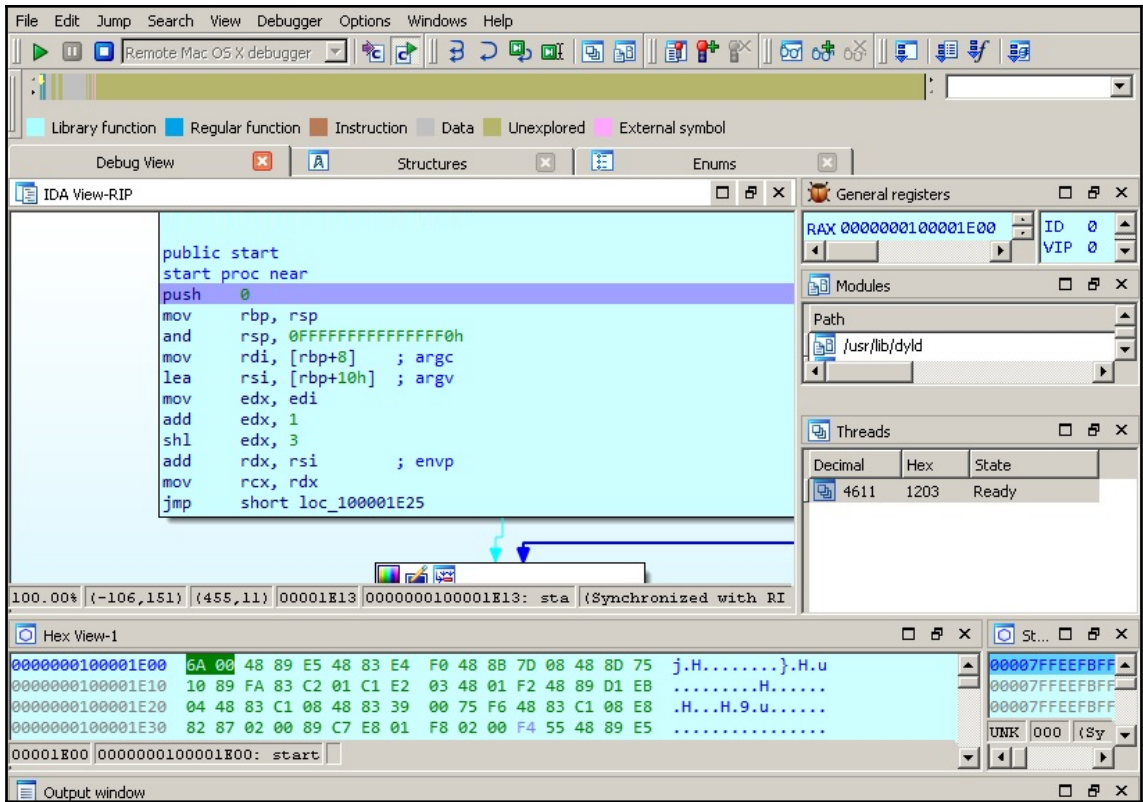 File Edit Jump Search View Debugger Options Windows Help
Remote Mac OS X debugger
Library function Regular function Instruction Data Unexplored External symbol
Debug View Structures Enums
IDA View-RIP
public start
start proc near
push 0
mov rbp, rsp
and rsp, 0FFFFFFFFFFFFFFF0h
mov rdi, [rbp+8] ; argc
lea rsi, [rbp+10h] ; argv
mov edx, edi
add edx, 1
shl edx, 3
add rdx, rsi ; envp
mov rcx, rdx
jmp short loc_100001E25
100.00% (-106,151) (455,11) 00001E13 0000000100001E13: sta (Synchronized with RI
General registers
RAX 0000000100001E00
ID 0
VIP 0
Modules
Path
/usr/lib/dyld
Threads
Decimal Hex State
4611 1203 Ready
Hex View-1
0000000100001E00 6A 00 48 89 E5 48 83 E4 F0 48 8B 7D 08 48 8D 75 j.H........}.H.u
0000000100001E10 10 89 FA 83 C2 01 C1 E2 03 48 01 F2 48 89 D1 EB .........H......
0000000100001E20 04 48 83 C1 08 48 83 39 00 75 F6 48 83 C1 08 E8 .H...H.9.u......
0000000100001E30 82 87 02 00 89 C7 E8 01 F8 02 00 F4 55 48 89 E5 ................
00001E00 0000000100001E00: start
St...
00007FFEEFBFF
00007FFEEFBFF
00007FFEEFBFF
UNK 000 (Sy
Output window